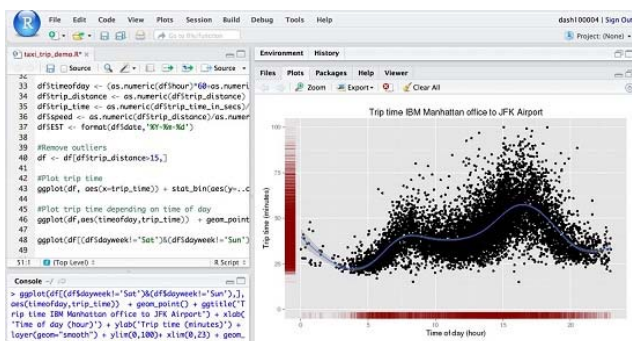 File Edit Code View Plots Session Build Debug Tools Help
dash100004 | Sign Out
Go to file/function
Project: (None)
taxi_trip_demo.R*
Source
Source
32
33 df$timeofday <- (as.numeric(df$hour)*60+as.numeri
34 df$trip_distance <- as.numeric(df$trip_distance)
35 df$trip_time <- as.numeric(df$trip_time_in_secs)/
36 df$speed <- as.numeric(df$trip_distance)/as.numer
37 df$EST <- format(df$date,'%Y-%m-%d')
38
39 #Remove outliers
40 df <- df[df$trip_distance>15,]
41
42 #Plot trip time
43 ggplot(df, aes(x=trip_time)) + stat_bin(aes(y=..c
44
45 #Plot trip time depending on time of day
46 ggplot(df,aes(timeofday,trip_time)) + geom_point
47
48 ggplot(df[(df$dayweek!="Sat")&(df$dayweek!="Sun")
49
51:1 (Top Level) R Script
Console ~/
> ggplot(df[(df$dayweek!="Sat")&(df$dayweek!="Sun"),],
aes(timeofday,trip_time)) + geom_point() + ggtitle("T
rip time IBM Manhattan office to JFK Airport") + xlab(
'Time of day (hour)') + ylab('Trip time (minutes)') +
layer(geom="smooth") + ylim(0,100)+ xlim(0,23) + geom_
Environment History
Files Plots Packages Help Viewer
Zoom Export Clear All
Trip time IBM Manhattan office to JFK Airport
100
75
50
25
0
Trip time (minutes)
0 5 10 15 20
Time of day (hour)